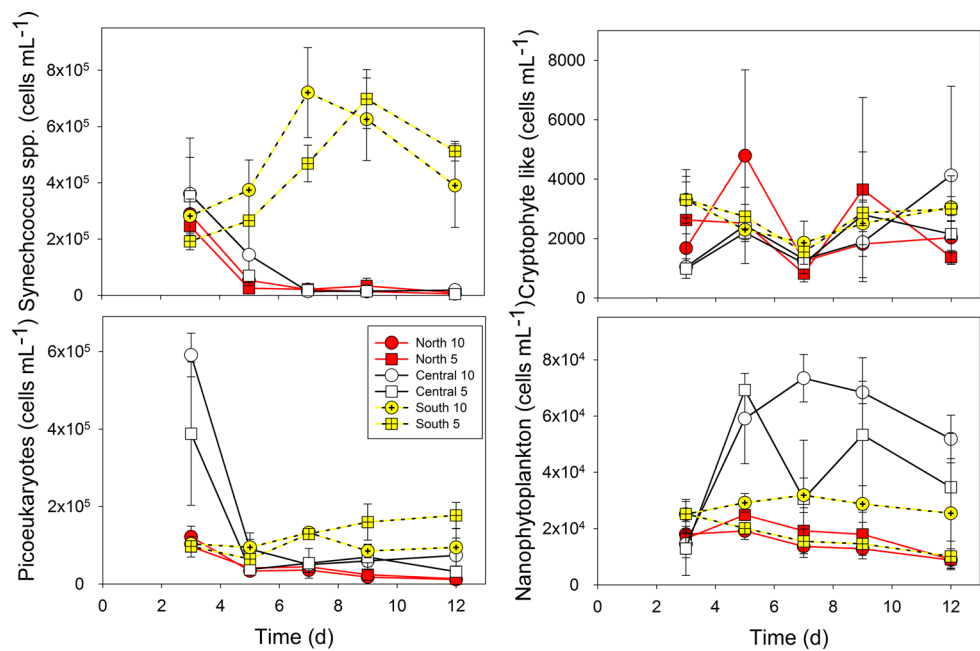 Synechcoccus spp. (cells mL⁻¹)
8x10⁵
6x10⁵
4x10⁵
2x10⁵
0
Cryptophyte like (cells mL⁻¹)
8000
6000
4000
2000
0
Picoeukaryotes (cells mL⁻¹)
6x10⁵
4x10⁵
2x10⁵
0
North 10
North 5
Central 10
Central 5
South 10
South 5
0 2 4 6 8 10 12
Time (d)
Nanophytoplankton (cells mL⁻¹)
8x10⁴
6x10⁴
4x10⁴
2x10⁴
0
0 2 4 6 8 10 12
Time (d)